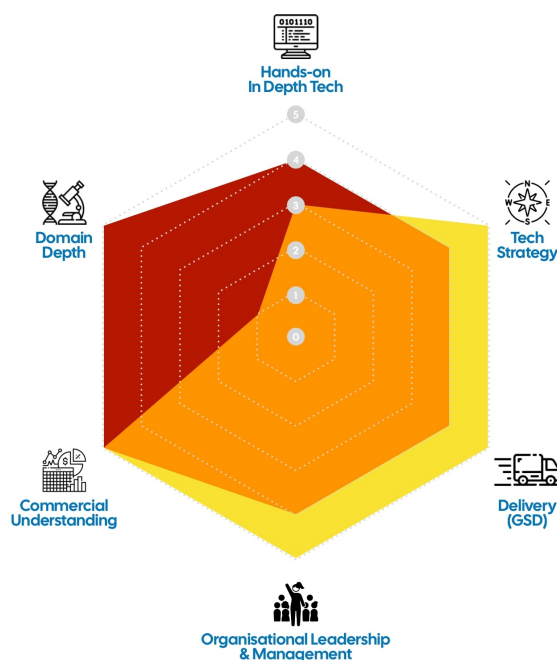 0101110
Hands-on
In Depth Tech
5
4
3
2
1
0
Domain
Depth
N
W E
S
Tech
Strategy
$ %
Commercial
Understanding
Delivery
(GSD)
Organisational Leadership
& Management